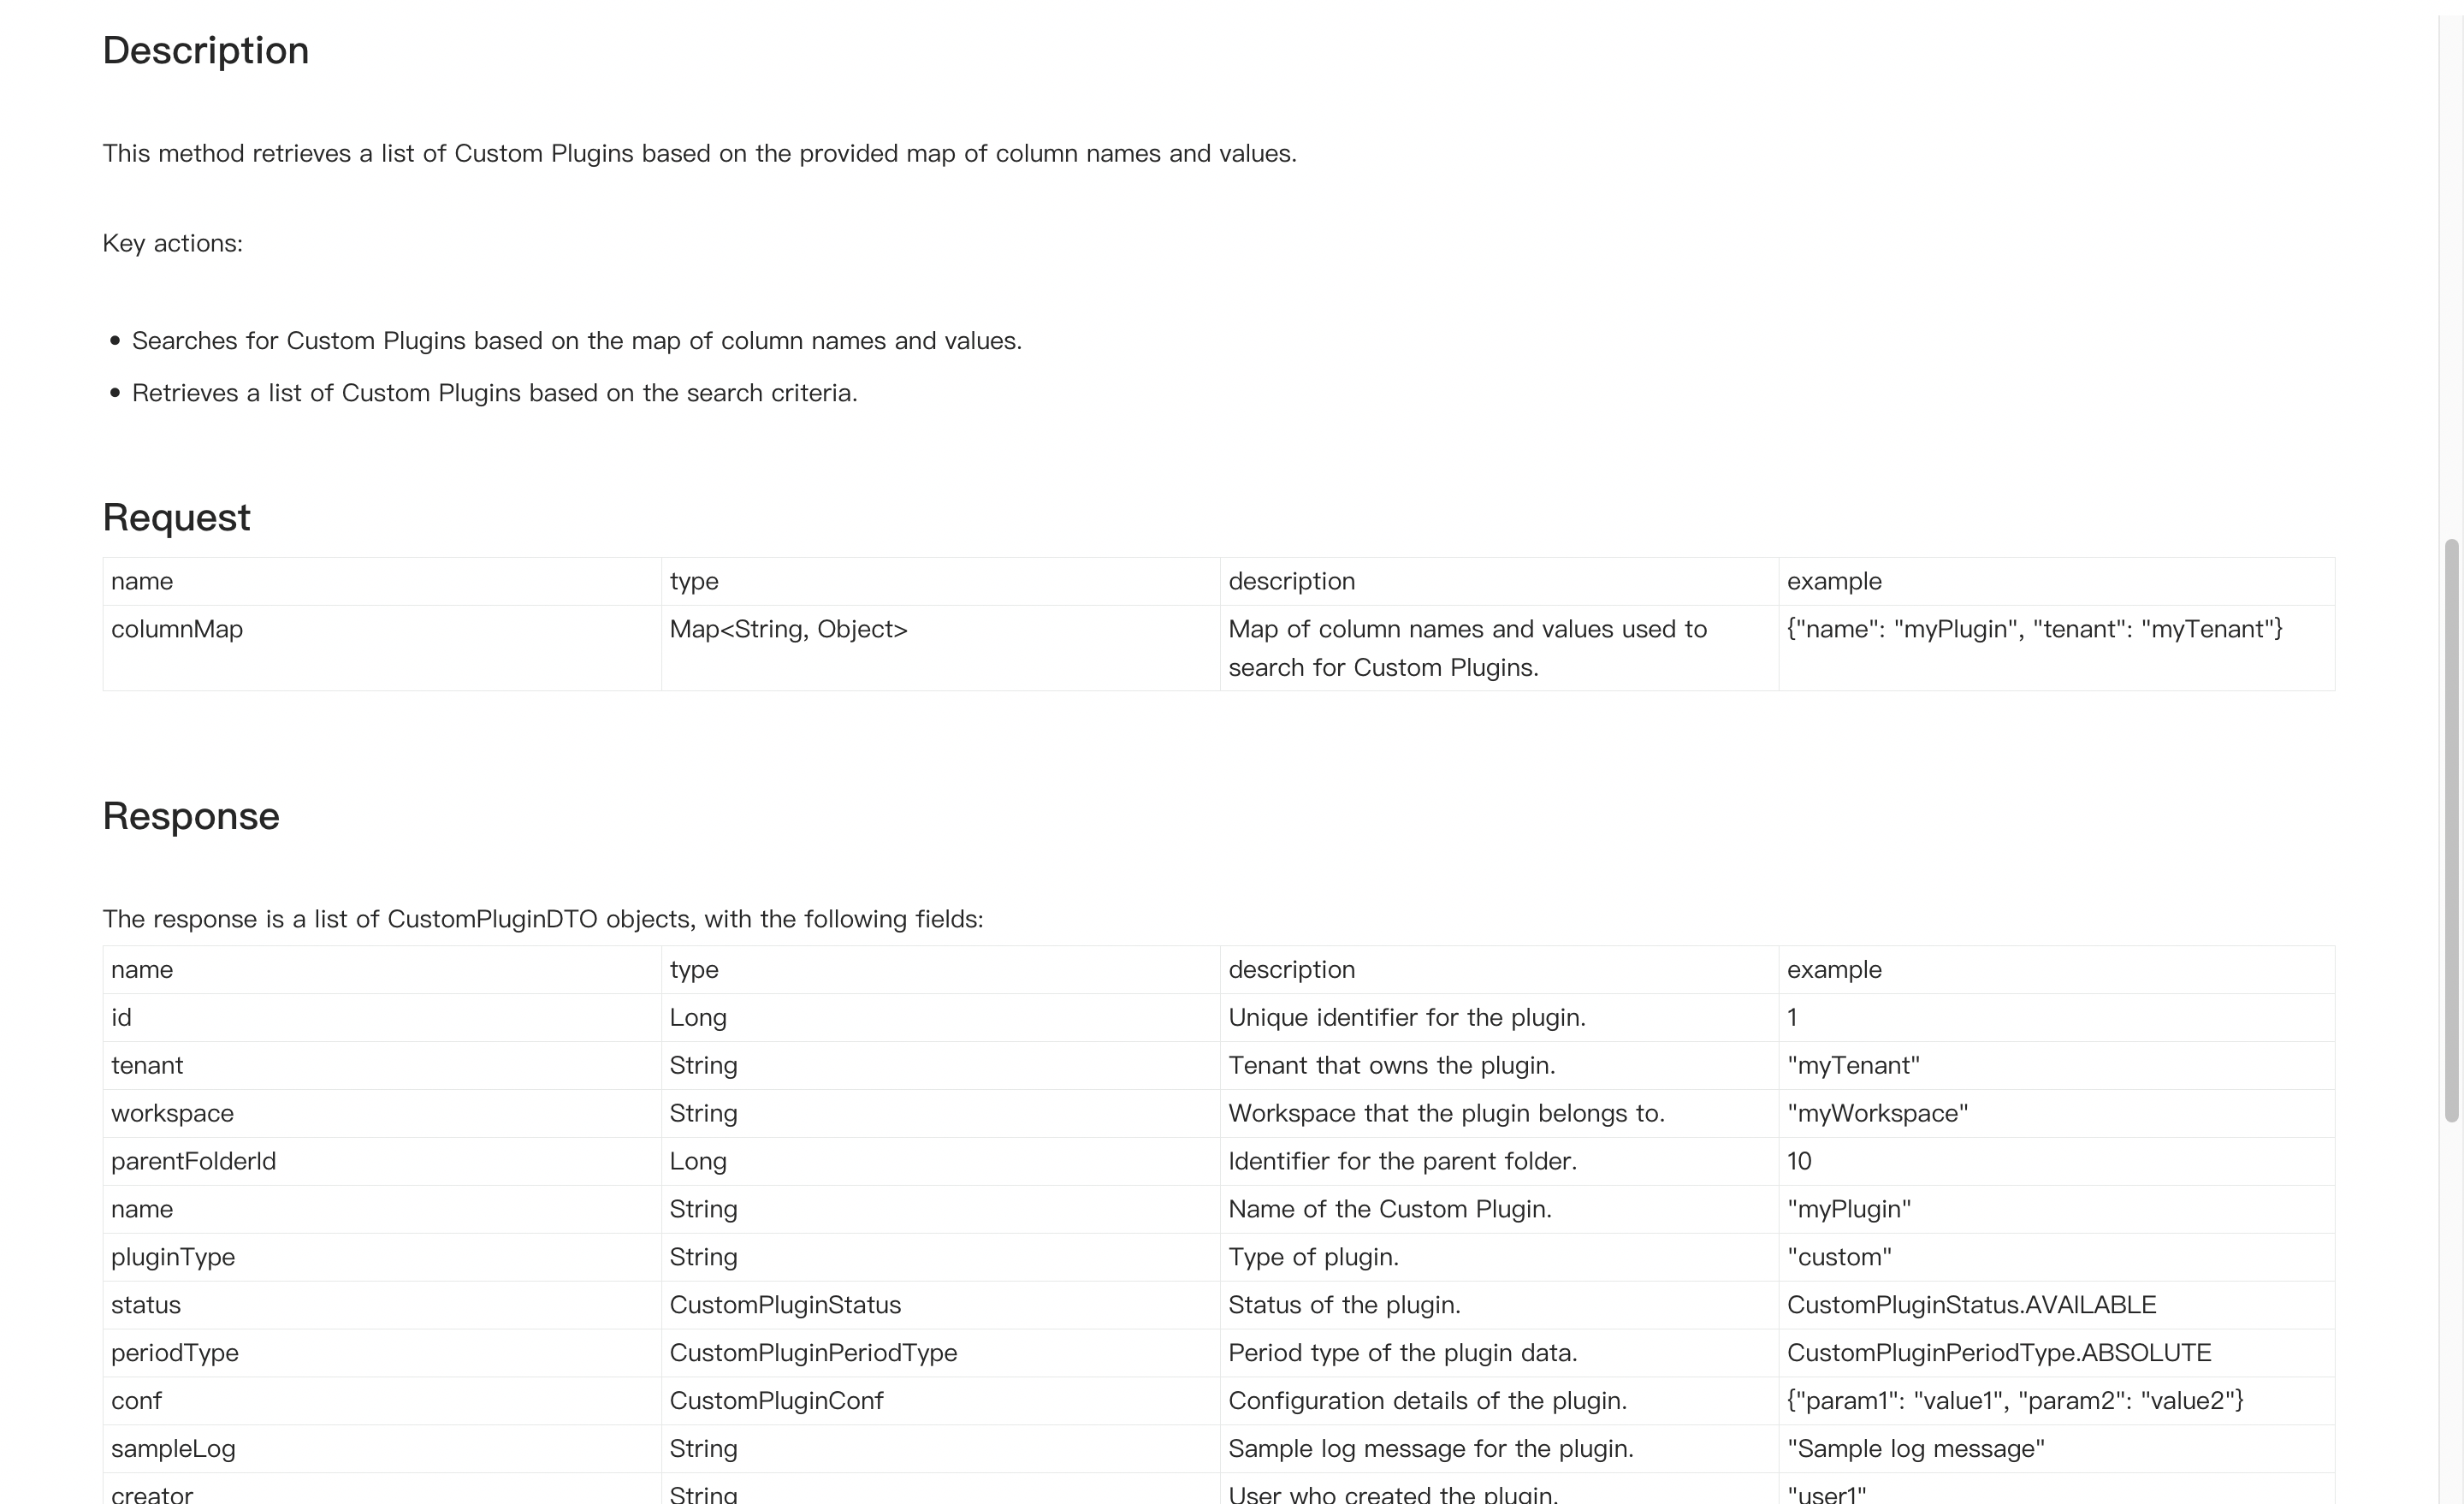 Description
This method retrieves a list of Custom Plugins based on the provided map of column names and values.
Key actions:
• Searches for Custom Plugins based on the map of column names and values.
• Retrieves a list of Custom Plugins based on the search criteria.
Request
name type description example
columnMap Map<String, Object> Map of column names and values used to {"name": "myPlugin", "tenant": "myTenant"}
search for Custom Plugins.
Response
The response is a list of CustomPluginDTO objects, with the following fields:
name type description example
id Long Unique identifier for the plugin. 1
tenant String Tenant that owns the plugin. "myTenant"
workspace String Workspace that the plugin belongs to. "myWorkspace"
parentFolderId Long Identifier for the parent folder. 10
name String Name of the Custom Plugin. "myPlugin"
pluginType String Type of plugin. "custom"
status CustomPluginStatus Status of the plugin. CustomPluginStatus.AVAILABLE
periodType CustomPluginPeriodType Period type of the plugin data. CustomPluginPeriodType.ABSOLUTE
conf CustomPluginConf Configuration details of the plugin. {"param1": "value1", "param2": "value2"}
sampleLog String Sample log message for the plugin. "Sample log message"
creator String User who created the plugin. "user1"